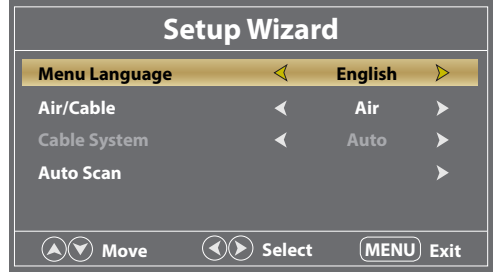 Setup Wizard
Menu Language English
Air/Cable Air
Cable System Auto
Auto Scan
Move Select MENU Exit